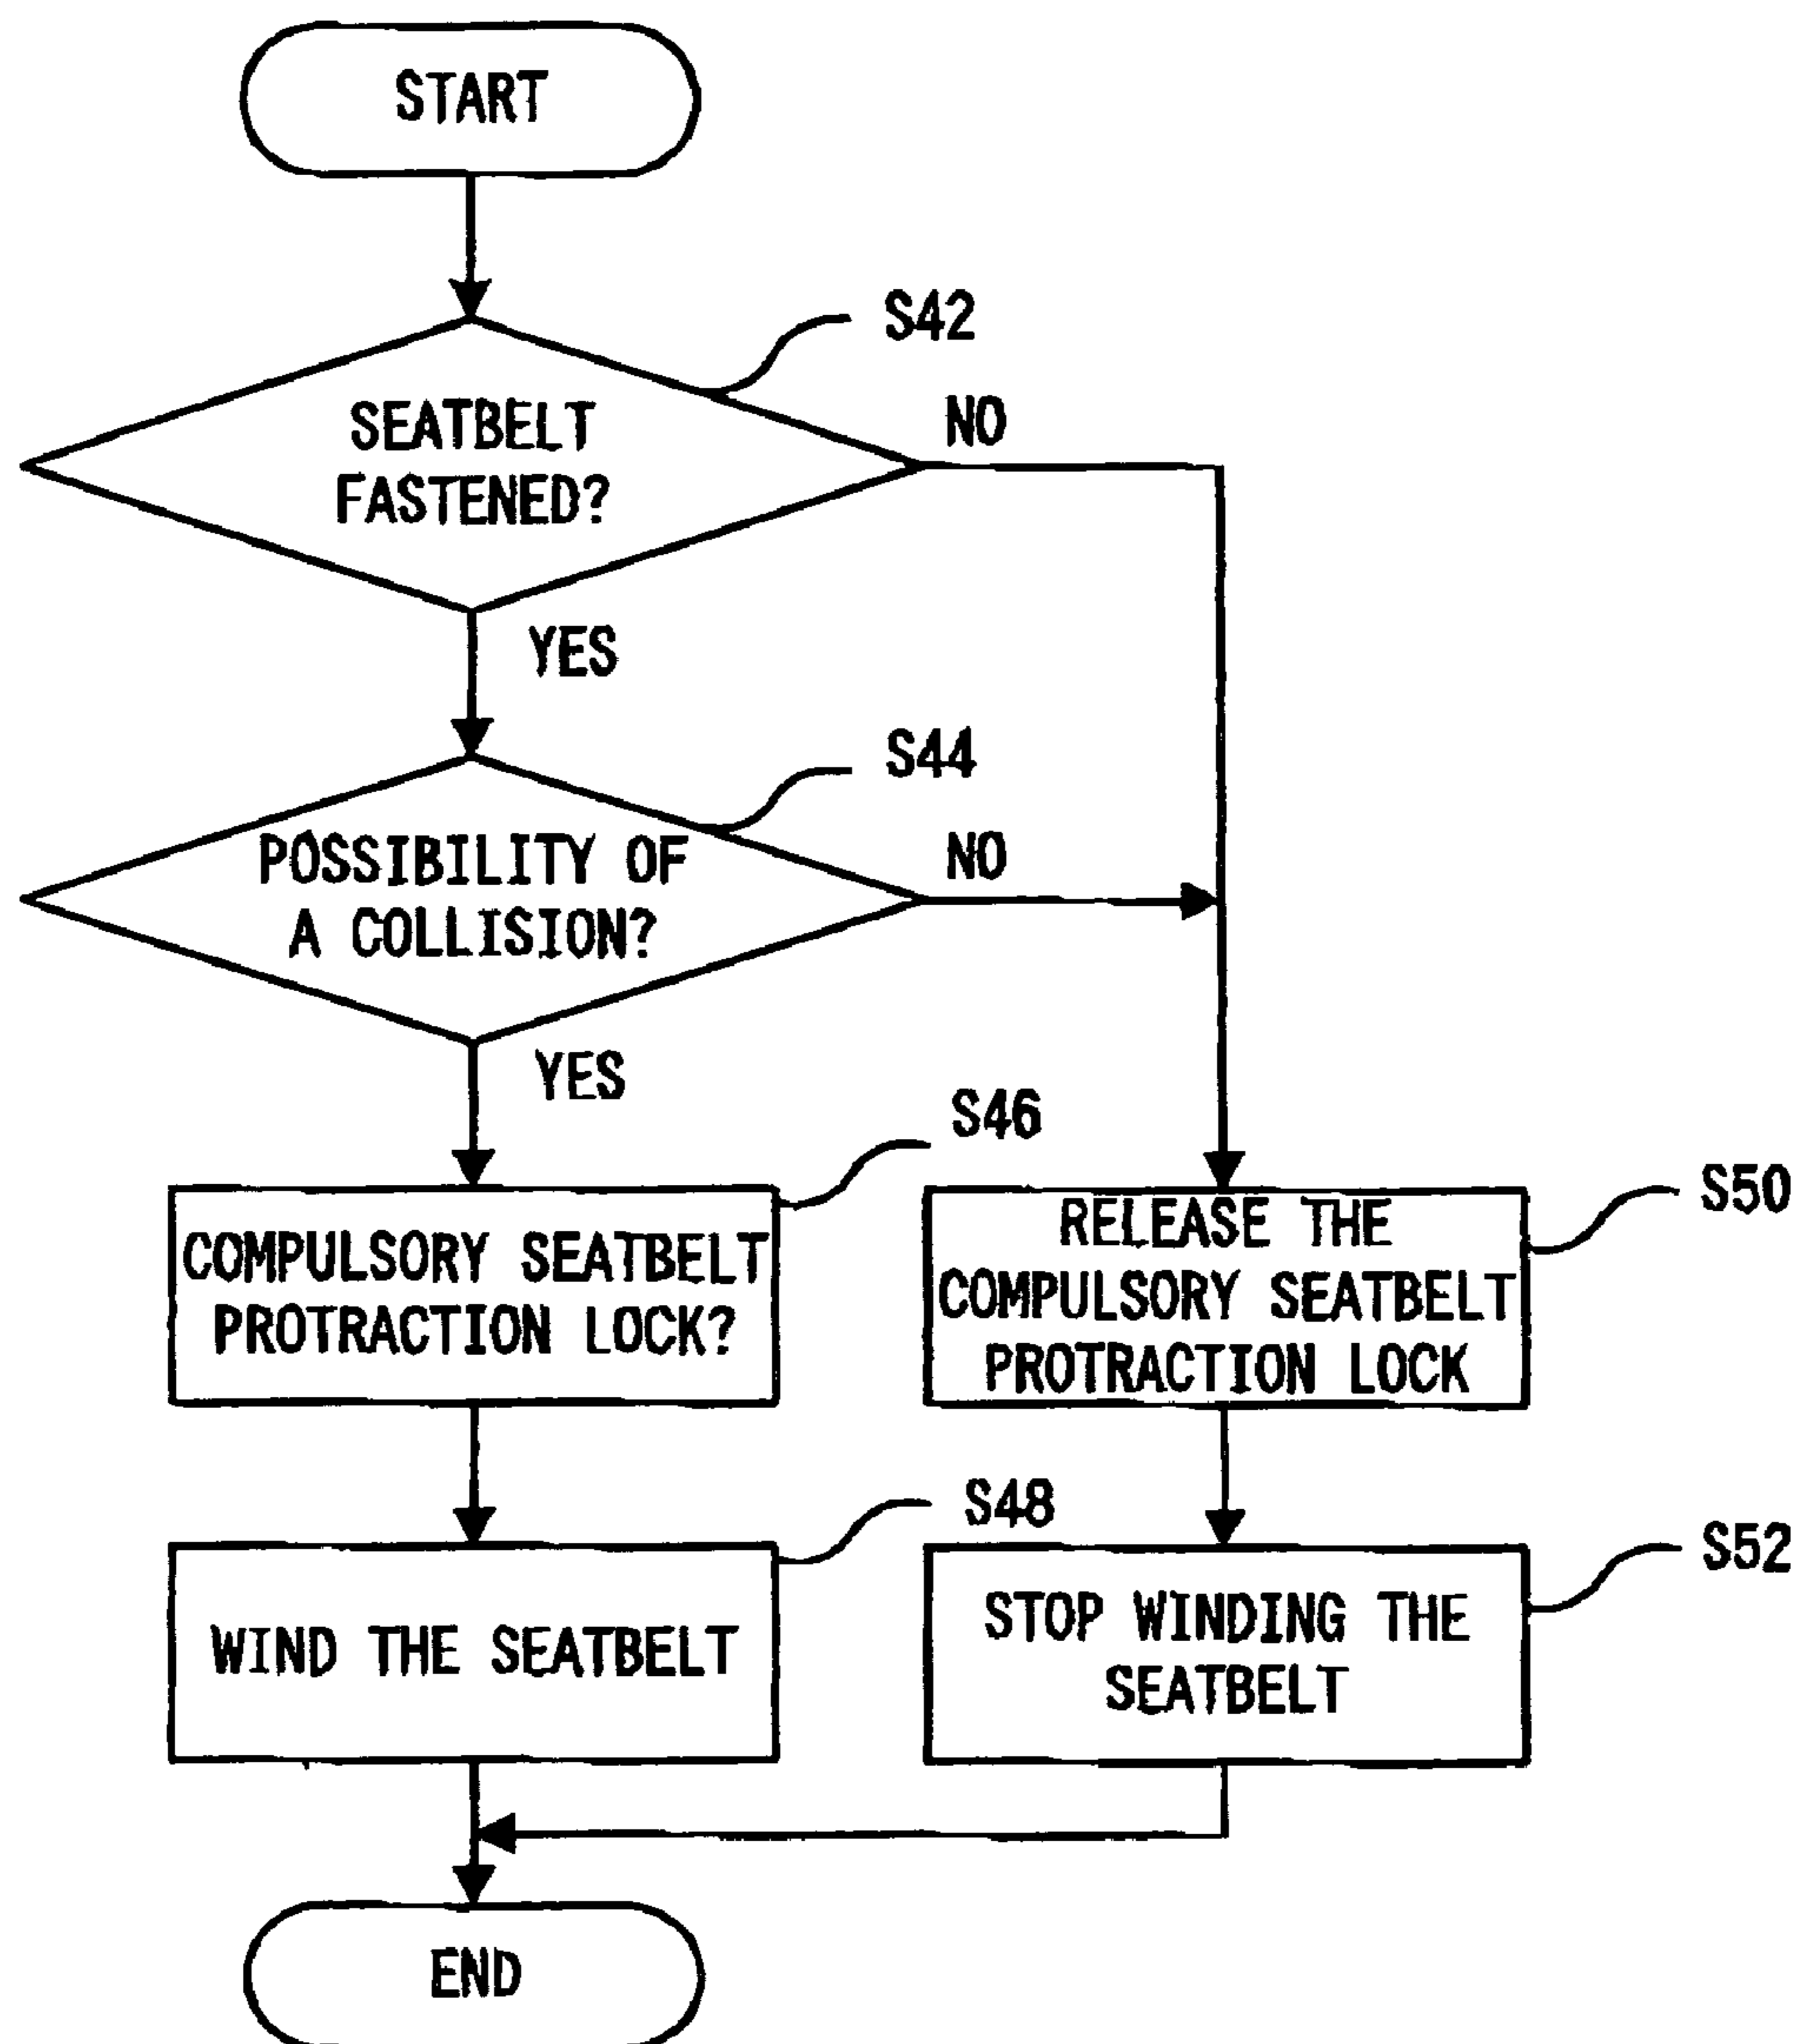 START
S42
SEATBELT
FASTENED?
NO
YES
S44
POSSIBILITY OF
A COLLISION?
NO
YES
S46
COMPULSORY SEATBELT
PROTRACTION LOCK?
S50
RELEASE THE
COMPULSORY SEATBELT
PROTRACTION LOCK
S48
WIND THE SEATBELT
S52
STOP WINDING THE
SEATBELT
END